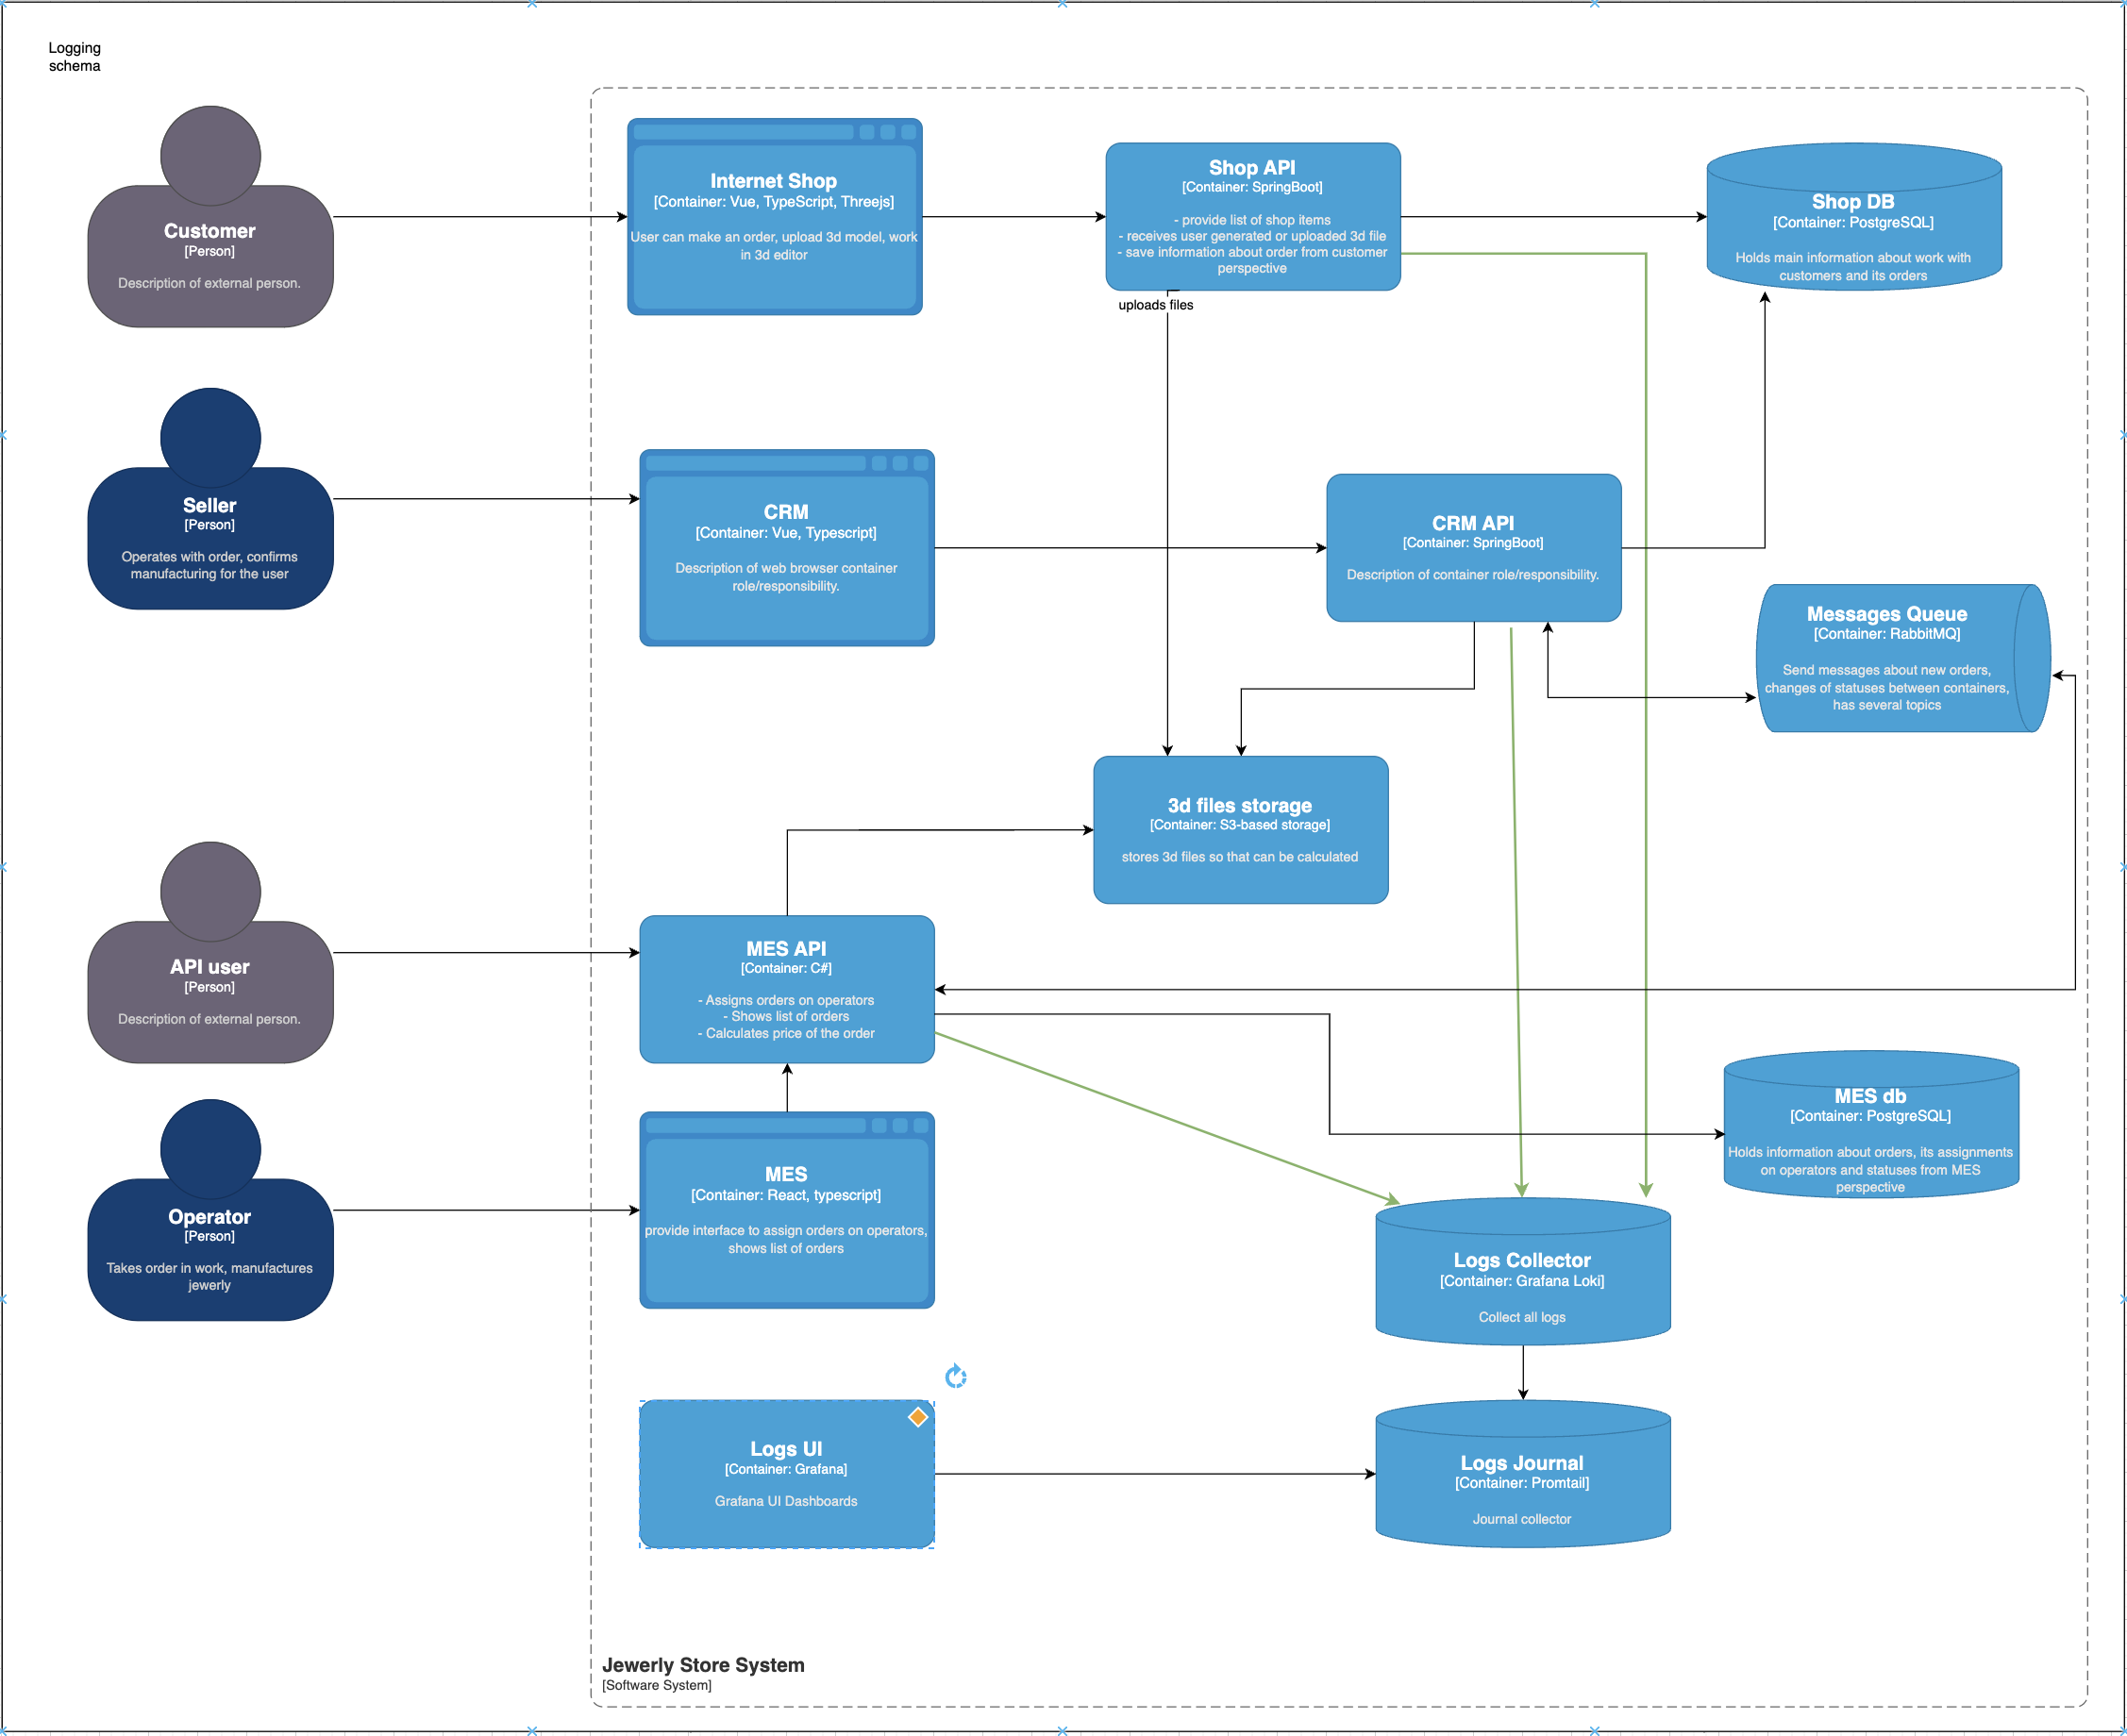 Logging
schema
Customer
[Person]
Description of external person.
Internet Shop
[Container: Vue, TypeScript, Threejs]
User can make an order, upload 3d model, work
in 3d editor
Shop API
[Container: SpringBoot]
- provide list of shop items
- receives user generated or uploaded 3d file
- save information about order from customer
perspective
uploads files
Shop DB
[Container: PostgreSQL]
Holds main information about work with
customers and its orders
Seller
[Person]
Operates with order, confirms
manufacturing for the user
CRM
[Container: Vue, Typescript]
Description of web browser container
role/responsibility.
CRM API
[Container: SpringBoot]
Description of container role/responsibility.
Messages Queue
[Container: RabbitMQ]
Send messages about new orders,
changes of statuses between containers,
has several topics
3d files storage
[Container: S3-based storage]
stores 3d files so that can be calculated
API user
[Person]
Description of external person.
MES API
[Container: C#]
- Assigns orders on operators
- Shows list of orders
- Calculates price of the order
MES db
[Container: PostgreSQL]
Holds information about orders, its assignments
on operators and statuses from MES
perspective
Operator
[Person]
Takes order in work, manufactures
jewerly
MES
[Container: React, typescript]
provide interface to assign orders on operators,
shows list of orders
Logs Collector
[Container: Grafana Loki]
Collect all logs
Logs UI
[Container: Grafana]
Grafana UI Dashboards
Logs Journal
[Container: Promtail]
Journal collector
Jewerly Store System
[Software System]